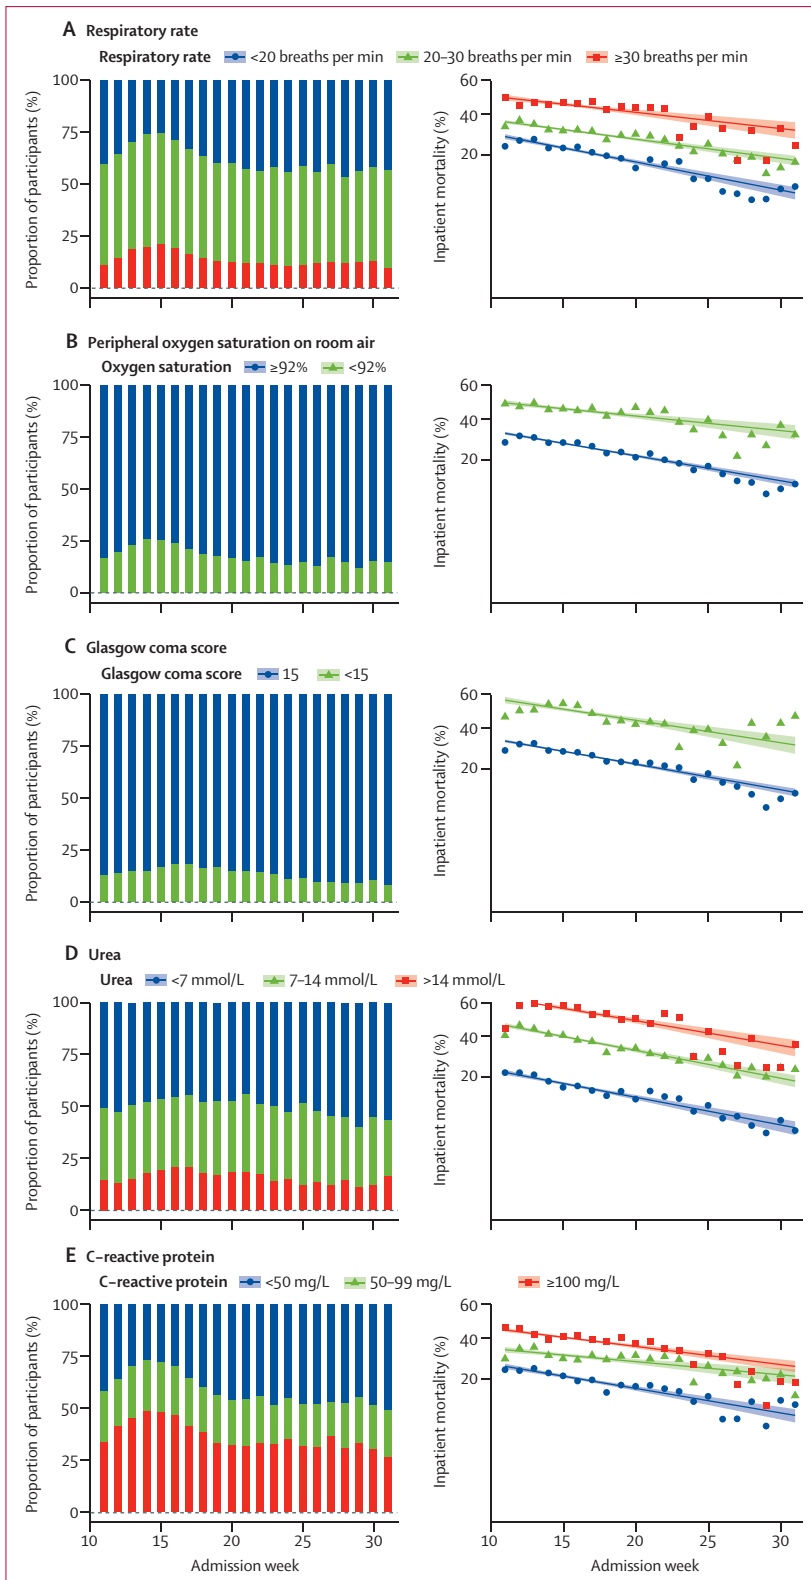 A Respiratory rate
Respiratory rate <20 breaths per min 20–30 breaths per min ≥30 breaths per min
Proportion of participants (%)
100
75
50
25
0
10 15 20 25 30
Inpatient mortality (%)
60
40
20
B Peripheral oxygen saturation on room air
Oxygen saturation ≥92% <92%
Proportion of participants (%)
100
75
50
25
0
Inpatient mortality (%)
60
40
20
C Glasgow coma score
Glasgow coma score 15 <15
Proportion of participants (%)
100
75
50
25
0
Inpatient mortality (%)
60
40
20
D Urea
Urea <7 mmol/L 7–14 mmol/L >14 mmol/L
Proportion of participants (%)
100
75
50
25
0
Inpatient mortality (%)
60
40
20
E C–reactive protein
C–reactive protein <50 mg/L 50–99 mg/L ≥100 mg/L
Proportion of participants (%)
100
75
50
25
0
10 15 20 25 30
Admission week
Inpatient mortality (%)
60
40
20
10 15 20 25 30
Admission week